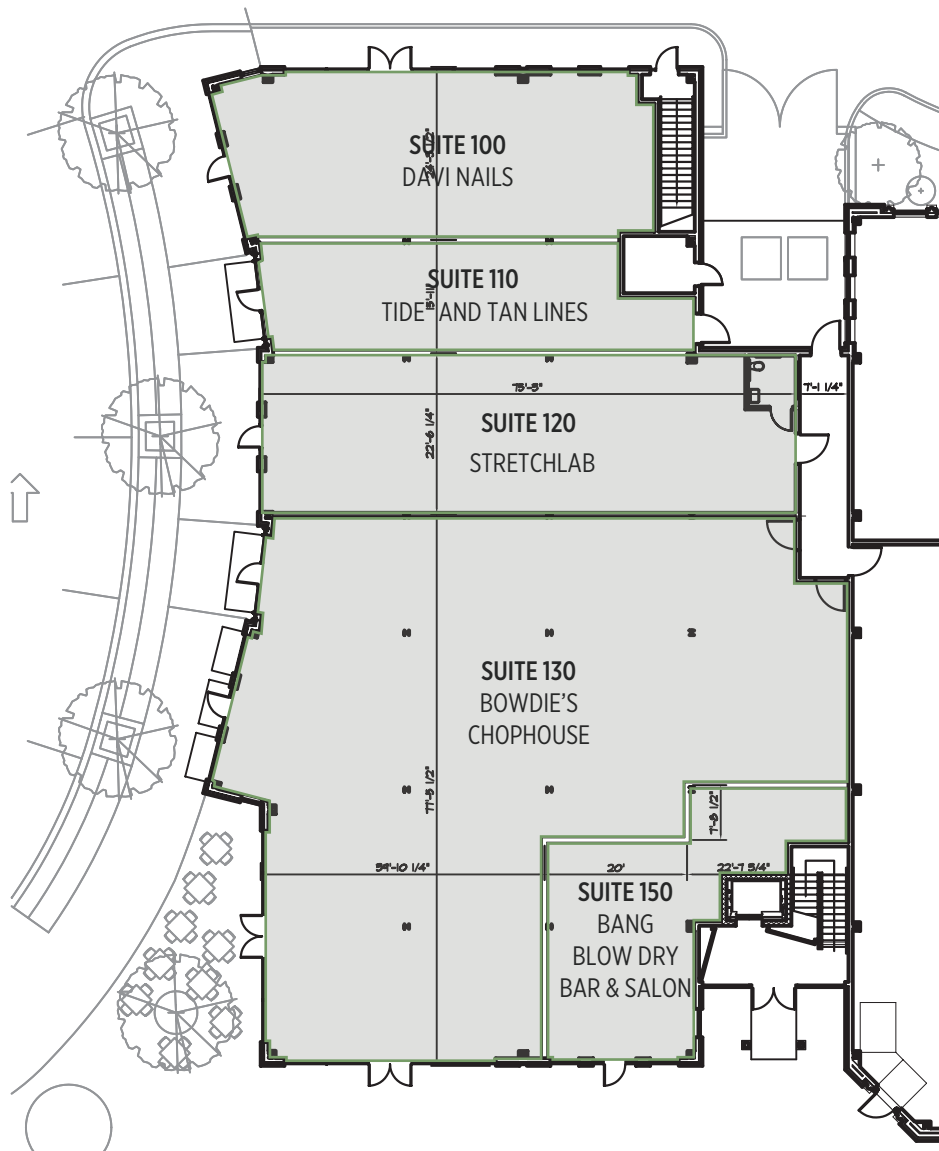 SUITE 100
DAVI NAILS
SUITE 110
TIDE AND TAN LINES
75'-5"
7'-1 1/4"
22'-6 1/4"
SUITE 120
STRETCHLAB
SUITE 130
BOWDIE'S
CHOPHOUSE
77'-5 1/2"
7'-8 1/2"
39'-10 1/4"
20'
22'-7 3/4"
SUITE 150
BANG
BLOW DRY
BAR & SALON